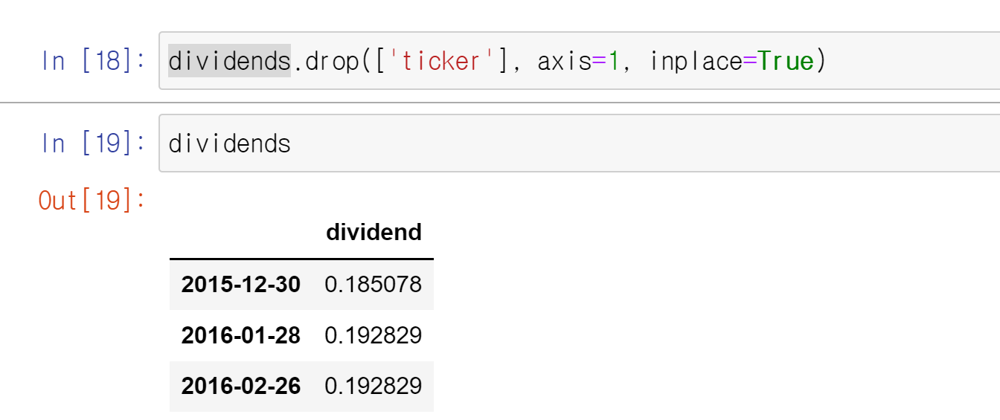 In [18]: dividends.drop(['ticker'], axis=1, inplace=True)
In [19]: dividends
Out[19]:
dividend
2015-12-30 0.185078
2016-01-28 0.192829
2016-02-26 0.192829